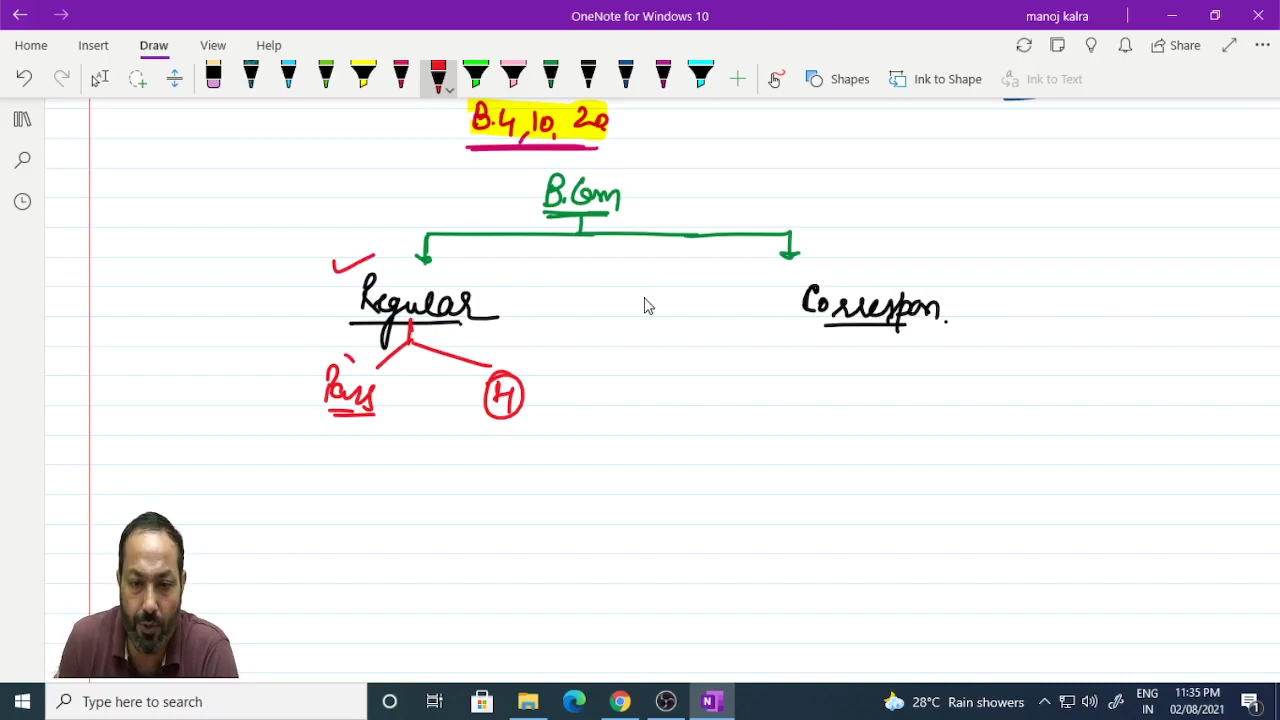 OneNote for Windows 10
manoj kalra
Home Insert Draw View Help
Share
Shapes Ink to Shape Ink to Text
B.4, 10, 20
B.Com
Regular Correspon.
Pass H
Type here to search
28°C Rain showers
ENG
IN
11:35 PM
02/08/2021
1